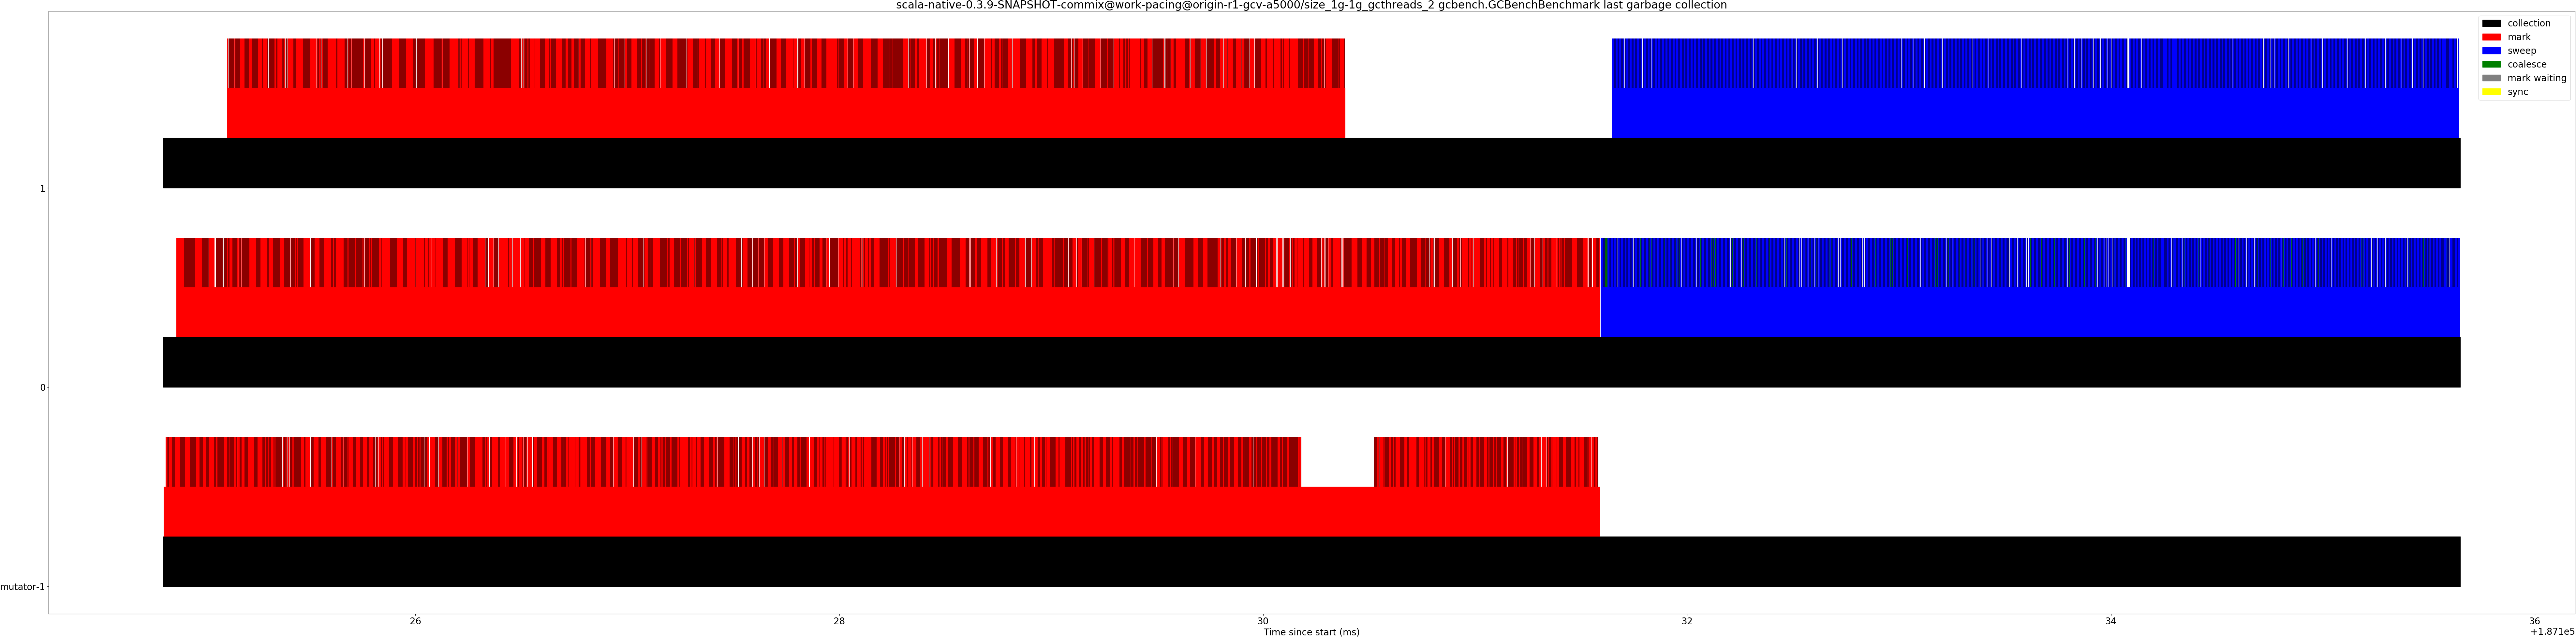 scala-native-0.3.9-SNAPSHOT-commix@work-pacing@origin-r1-gcv-a5000/size_1g-1g_gcthreads_2 gcbench.GCBenchBenchmark last garbage collection
collection
mark
sweep
coalesce
mark waiting
sync
1
0
mutator-1
26 28 30 32 34 36
Time since start (ms)
+1.871e5